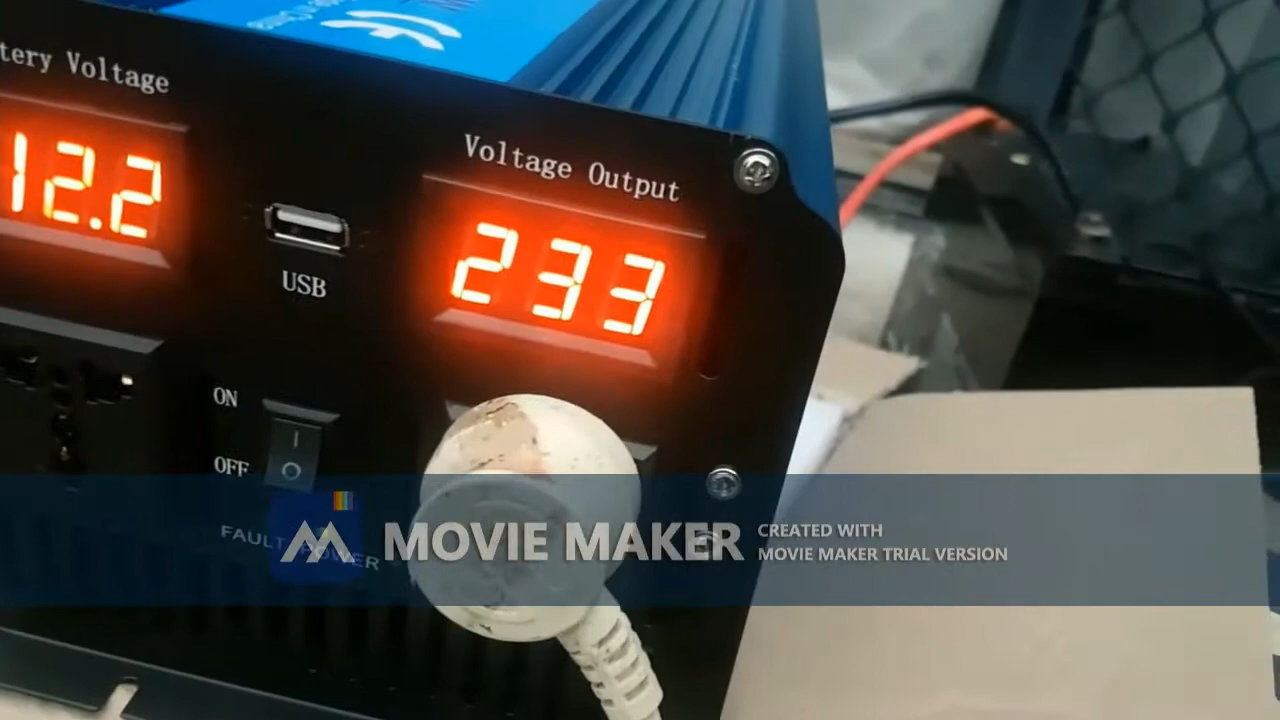 tery Voltage
12.2
USB
Voltage Output
233
ON
OFF
FAULT POWER
MOVIE MAKER
CREATED WITH
MOVIE MAKER TRIAL VERSION